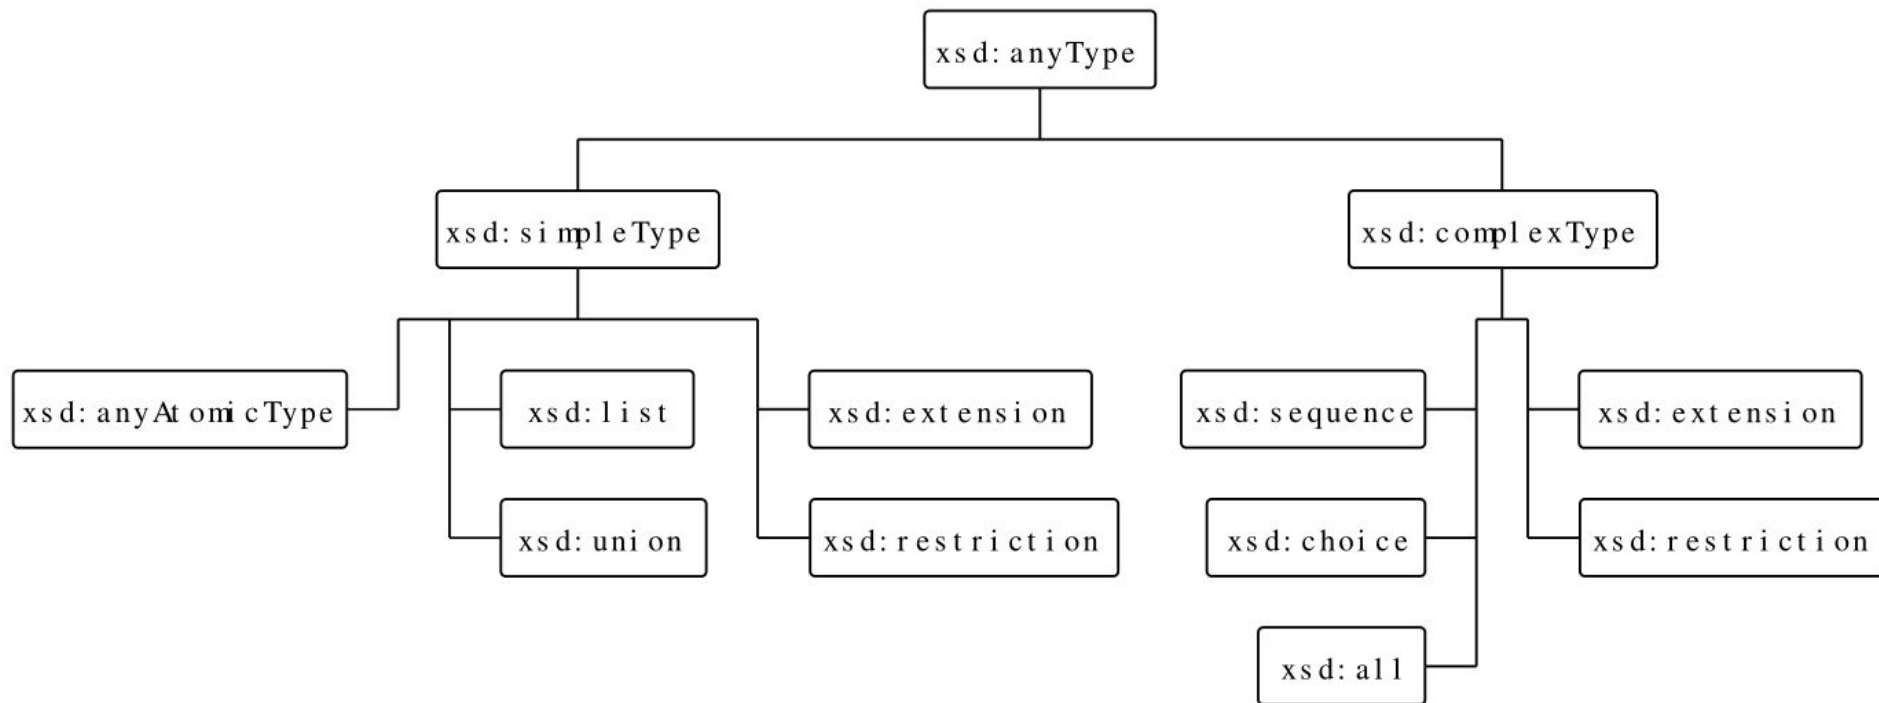 xsd:anyType
xsd:simpleType
xsd:complexType
xsd:anyAtomicType
xsd:list
xsd:extension
xsd:sequence
xsd:extension
xsd:union
xsd:restriction
xsd:choice
xsd:restriction
xsd:all